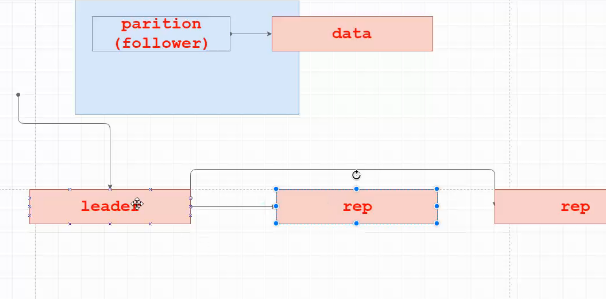 parition
(follower)
data
leader
rep
rep